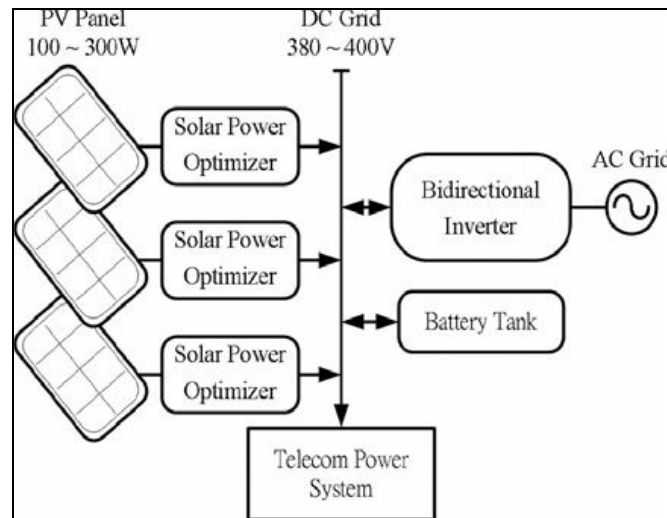 PV Panel
100 ~ 300W
DC Grid
380 ~ 400V
Solar Power
Optimizer
Solar Power
Optimizer
Solar Power
Optimizer
Bidirectional
Inverter
AC Grid
Battery Tank
Telecom Power
System